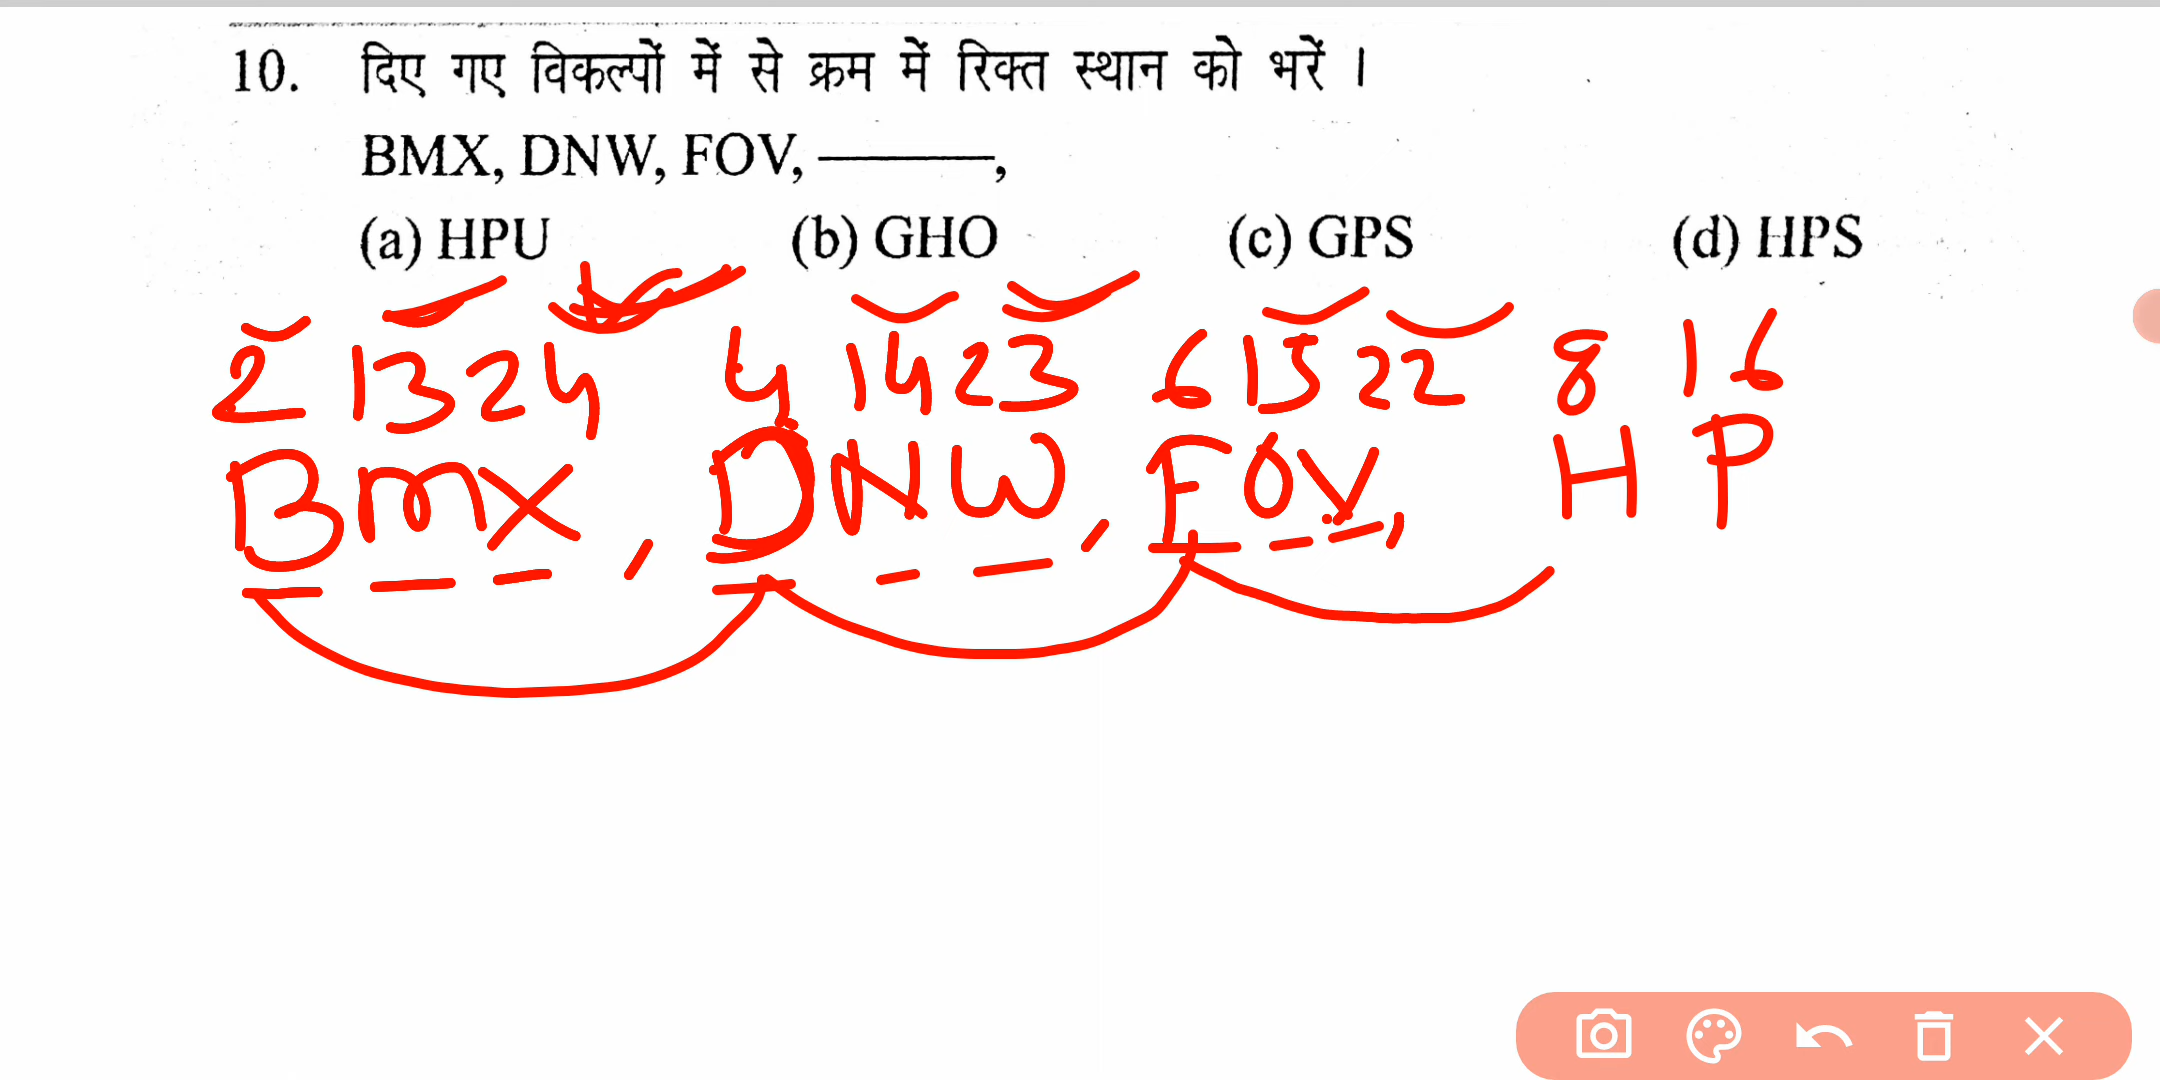 10. दिए गए विकल्पों में से क्रम में रिक्त स्थान को भरें ।
BMX, DNW, FOV, ———,
(a) HPU (b) GHO (c) GPS (d) HPS
2 13 24 4 14 23 6 15 22 8 16
BMX, DNW, FOV, H P